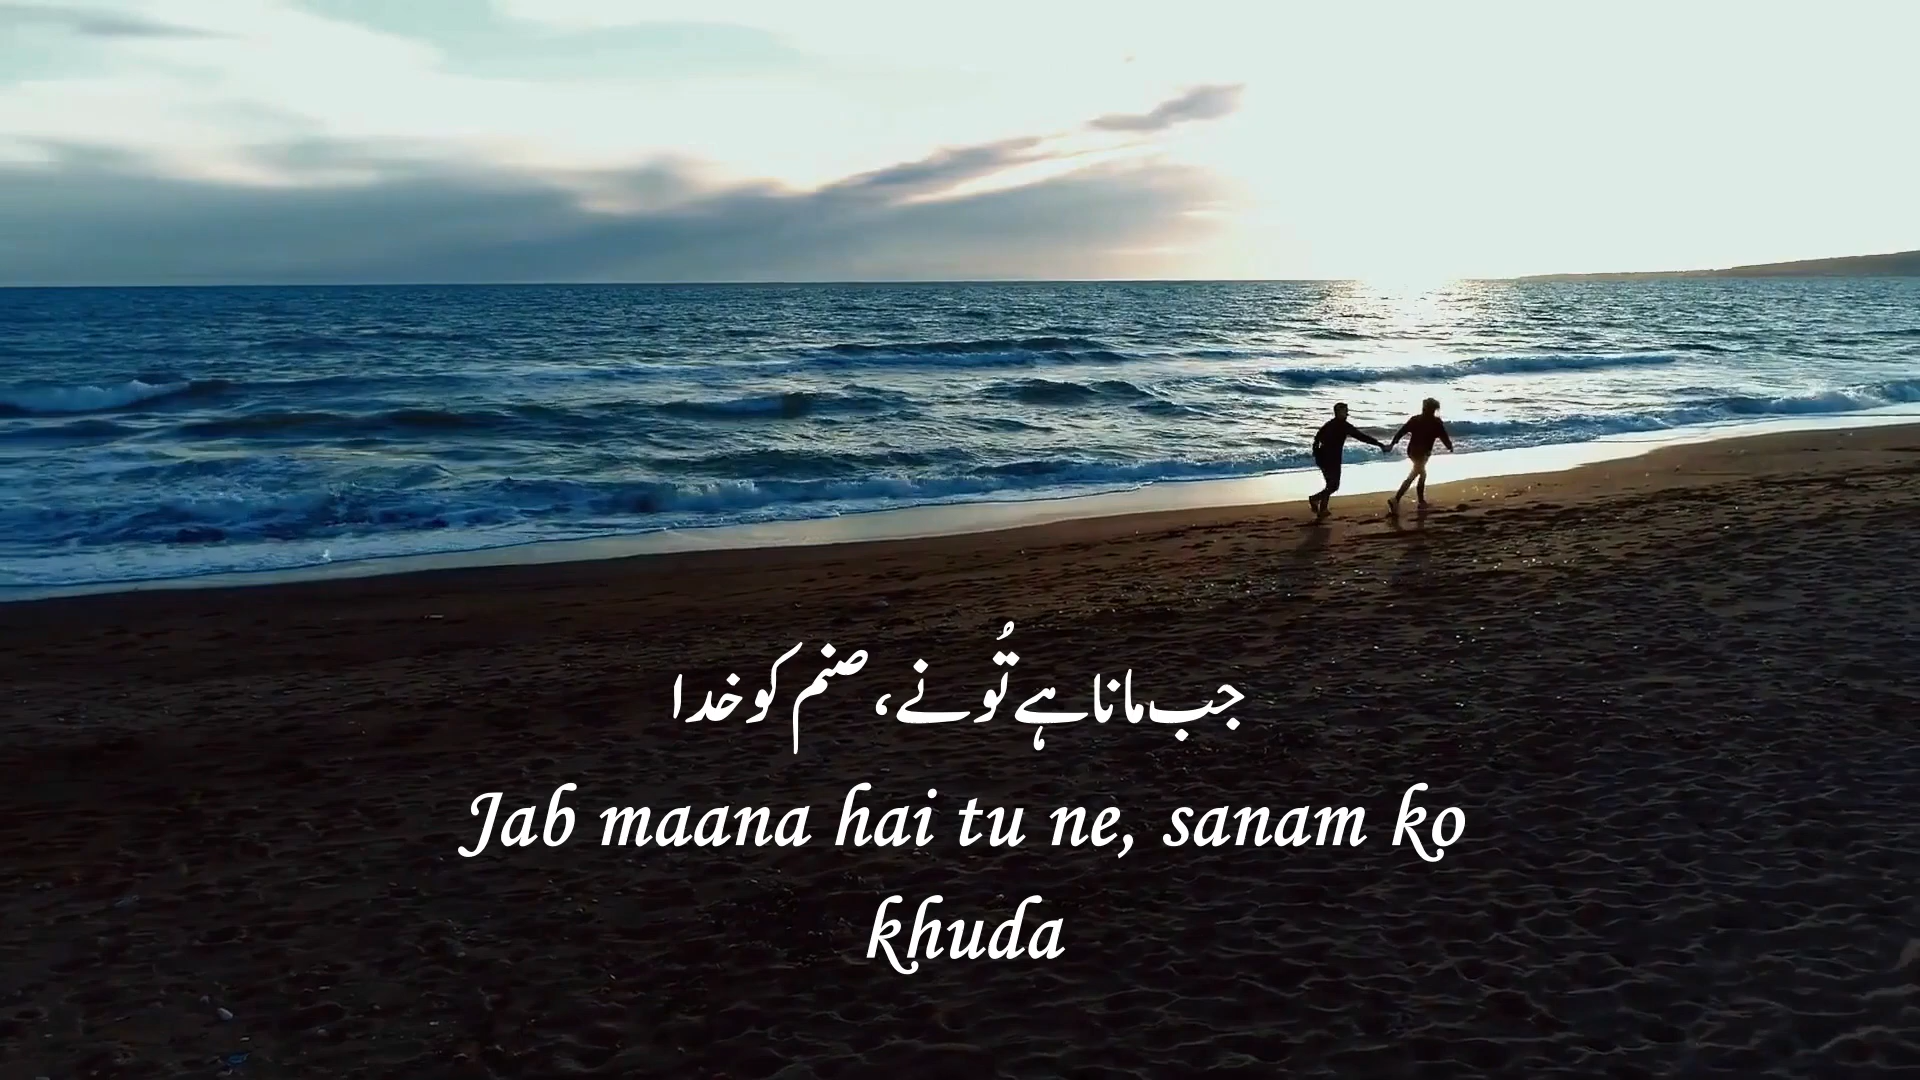 جب مانا ہے تُو نے، صنم کو خدا
Jab maana hai tu ne, sanam ko
khuda